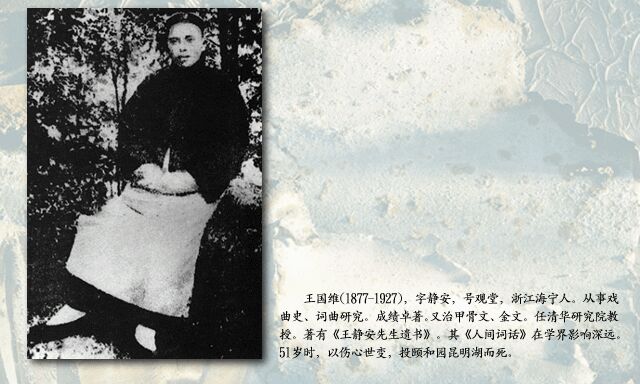 王国维(1877-1927)，字静安，号观堂，浙江海宁人。从事戏
曲史、词曲研究。成绩卓著。又治甲骨文、金文。任清华研究院教
授。著有《王静安先生遗书》。其《人间词话》在学界影响深远。
51岁时，以伤心世变，投颐和园昆明湖而死。